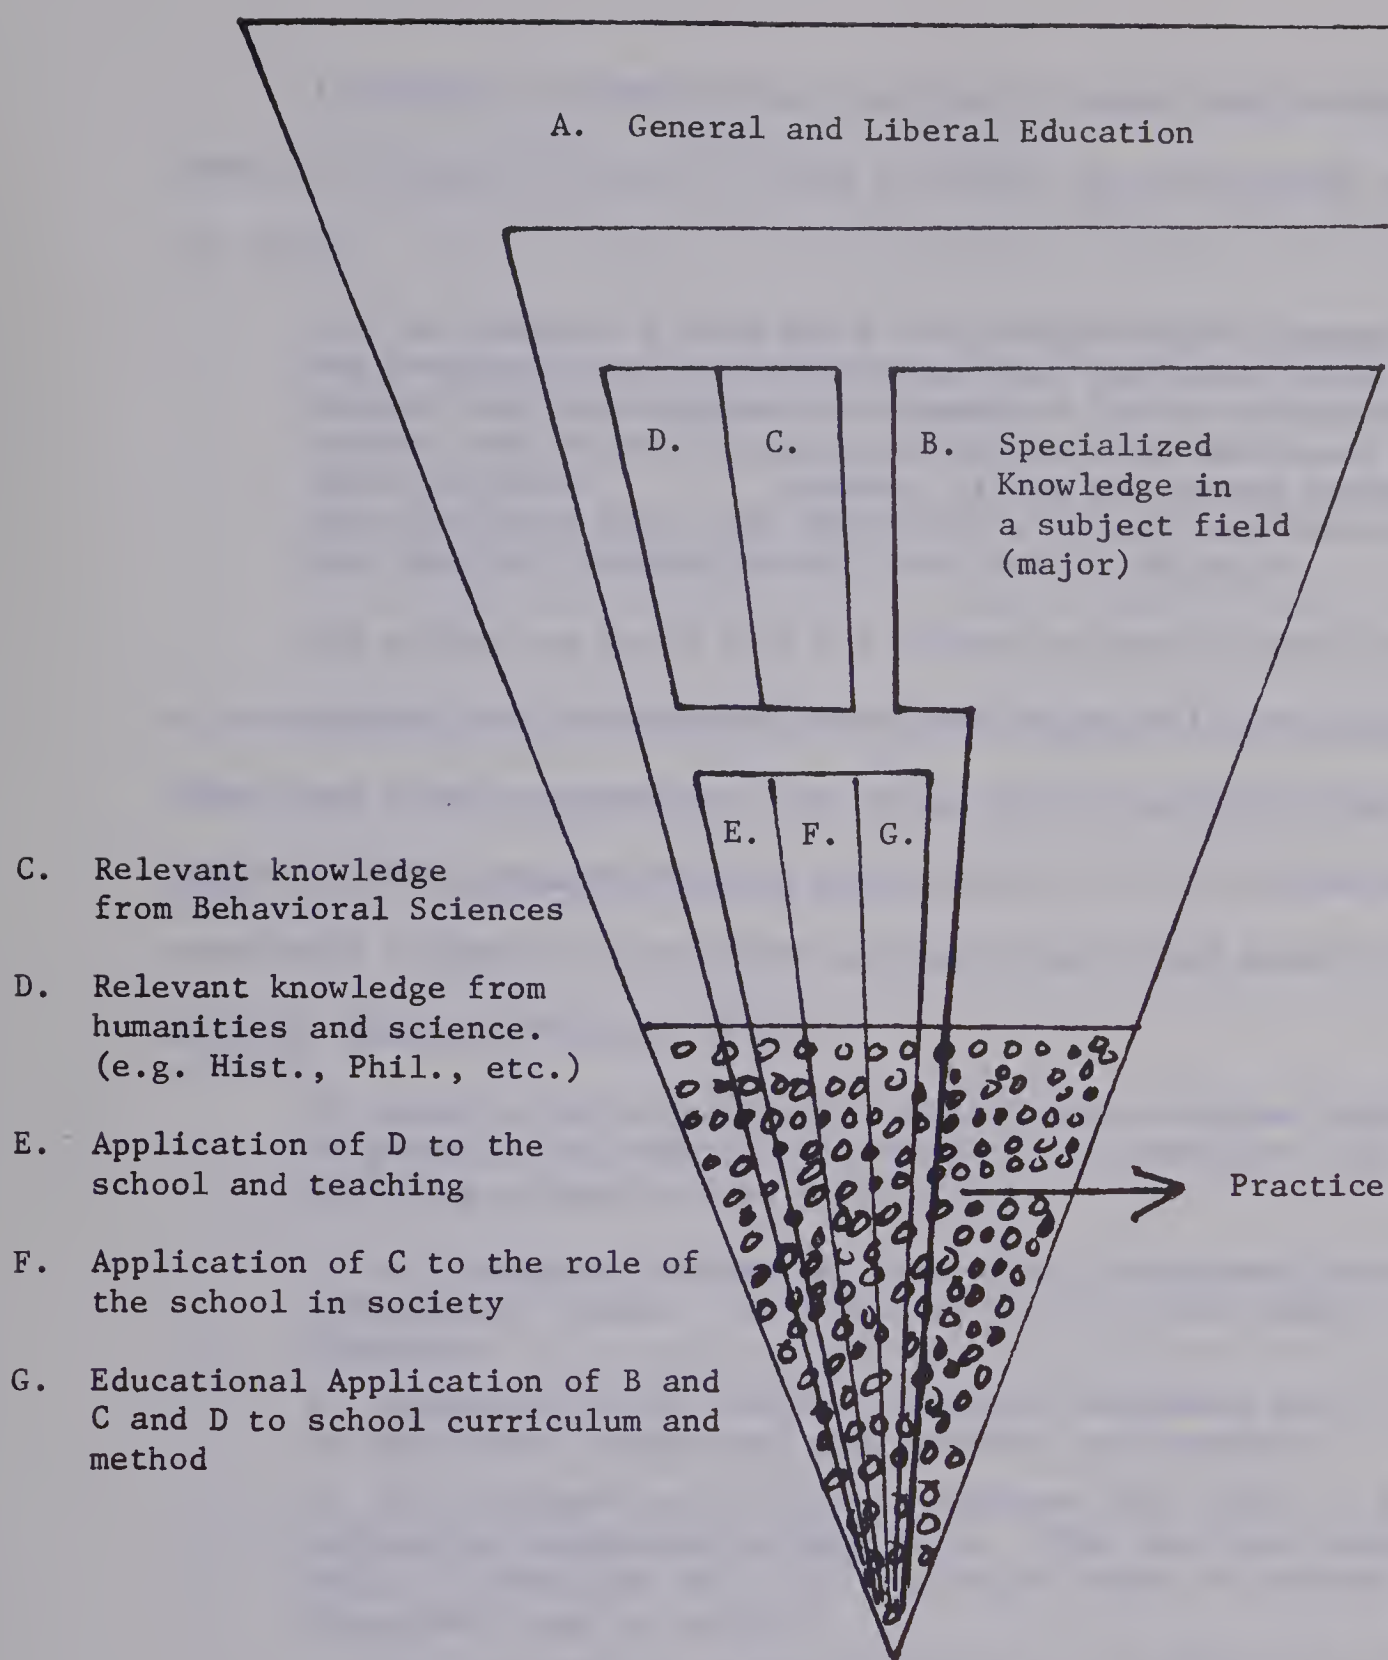 A. General and Liberal Education
D.
C.
B. Specialized
Knowledge in
a subject field
(major)
E.
F.
G.
C. Relevant knowledge
from Behavioral Sciences
D. Relevant knowledge from
humanities and science.
(e.g. Hist., Phil., etc.)
E. Application of D to the
school and teaching
Practice
F. Application of C to the role of
the school in society
G. Educational Application of B and
C and D to school curriculum and
method